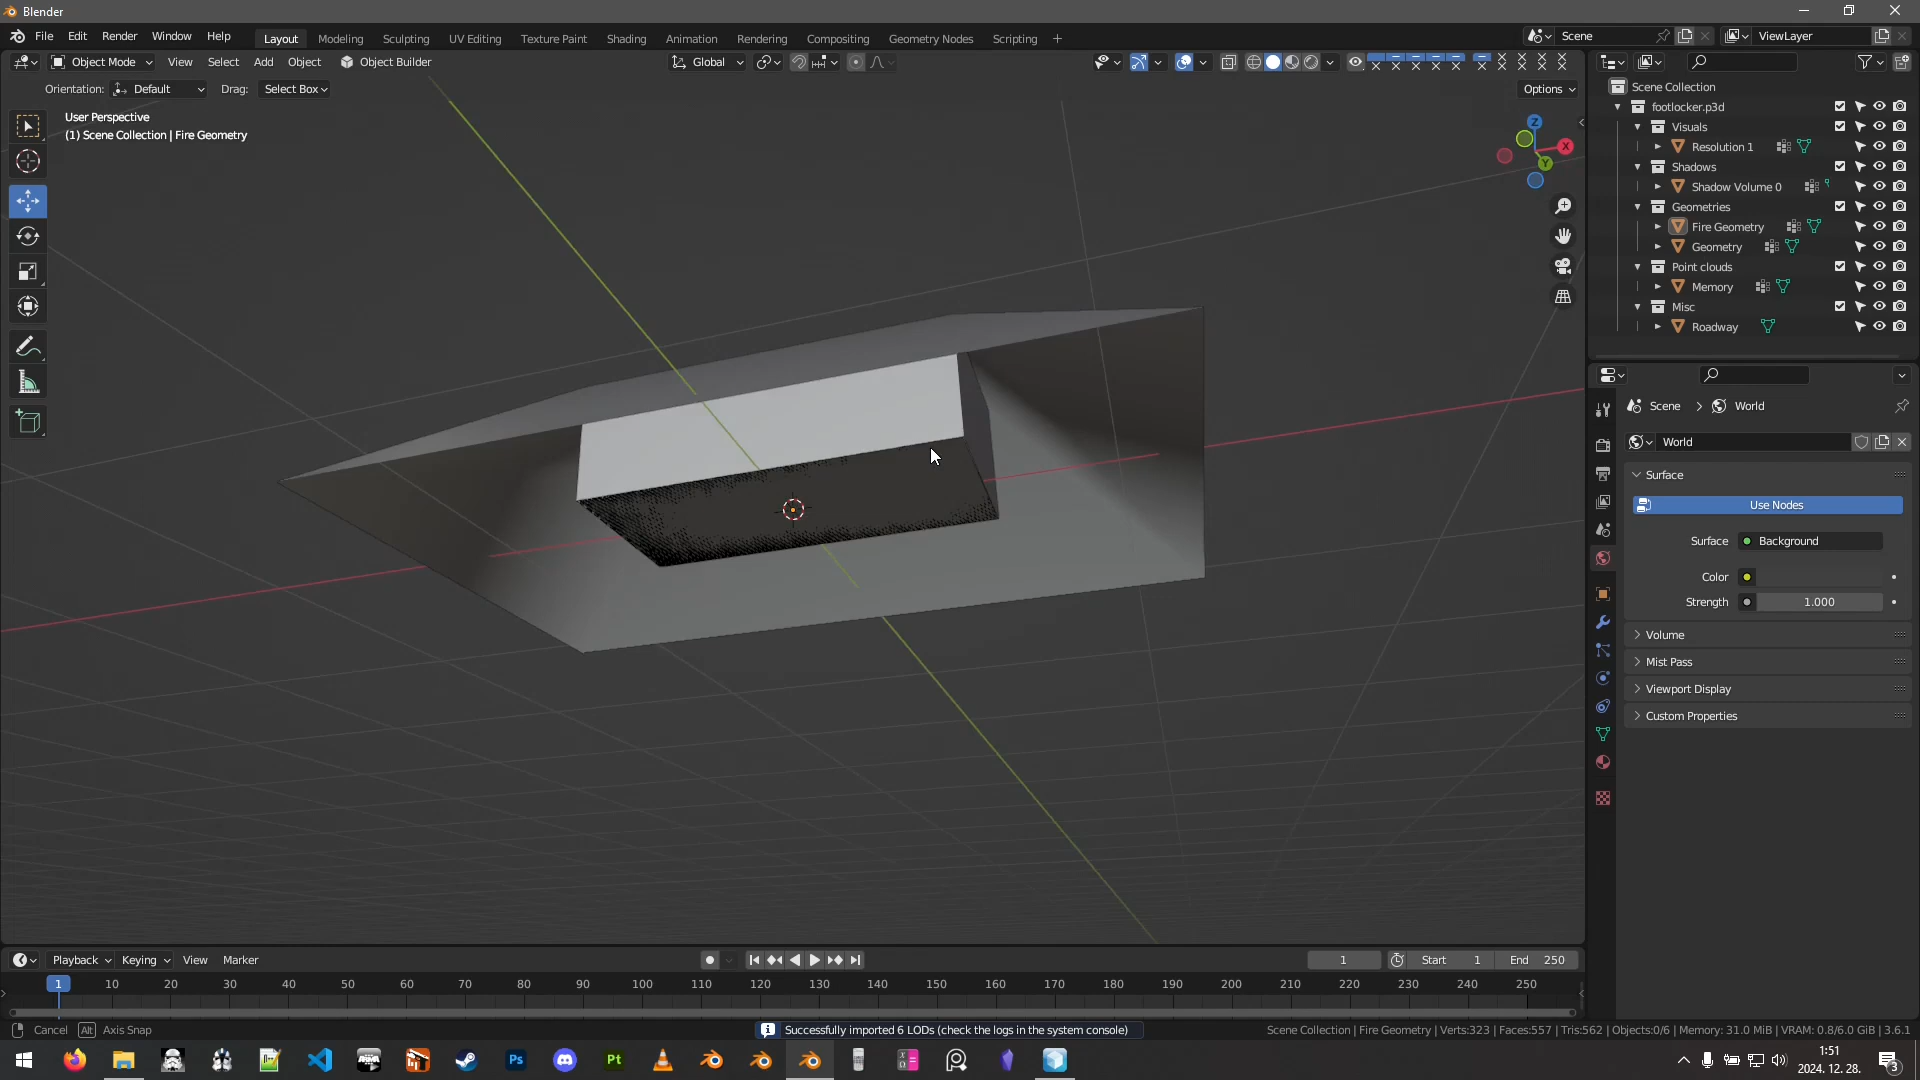 Blender
File Edit Render Window Help
Layout Modeling Sculpting UV Editing Texture Paint Shading Animation Rendering Compositing Geometry Nodes Scripting +
Scene
ViewLayer
Object Mode View Select Add Object Object Builder
Global
Orientation: Default Drag: Select Box
Options
User Perspective
(1) Scene Collection | Fire Geometry
Z
X
Y
Scene Collection
footlocker.p3d
Visuals
Resolution 1
Shadows
Shadow Volume 0
Geometries
Fire Geometry
Geometry
Point clouds
Memory
Misc
Roadway
Scene > World
World
Surface
Use Nodes
Surface Background
Color
Strength 1.000
Volume
Mist Pass
Viewport Display
Custom Properties
Playback Keying View Marker
1 Start 1 End 250
1 10 20 30 40 50 60 70 80 90 100 110 120 130 140 150 160 170 180 190 200 210 220 230 240 250
Cancel Alt Axis Snap
Successfully imported 6 LODs (check the logs in the system console)
Scene Collection | Fire Geometry | Verts:323 | Faces:557 | Tris:562 | Objects:0/6 | Memory: 31.0 MiB | VRAM: 0.8/6.0 GiB | 3.6.1
Ps
Pt
1:51
2024. 12. 28.
3